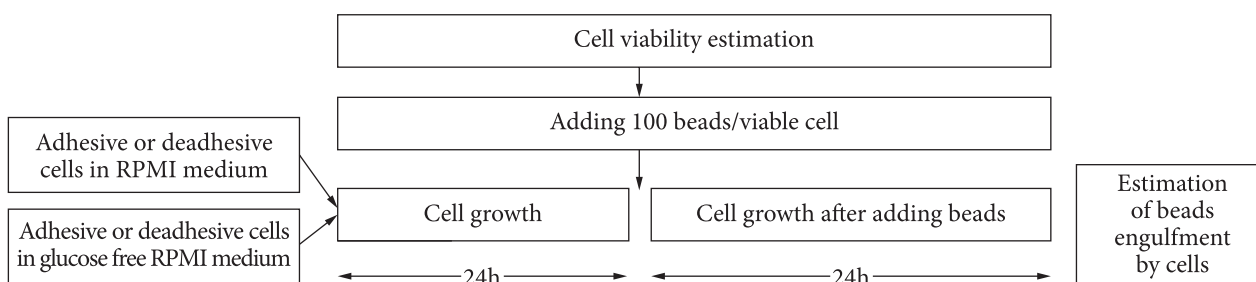 Cell viability estimation
Adding 100 beads/viable cell
Adhesive or deadhesive
cells in RPMI medium
Adhesive or deadhesive cells
in glucose free RPMI medium
Cell growth
Cell growth after adding beads
Estimation
of beads
engulfment
by cells
24h
24h